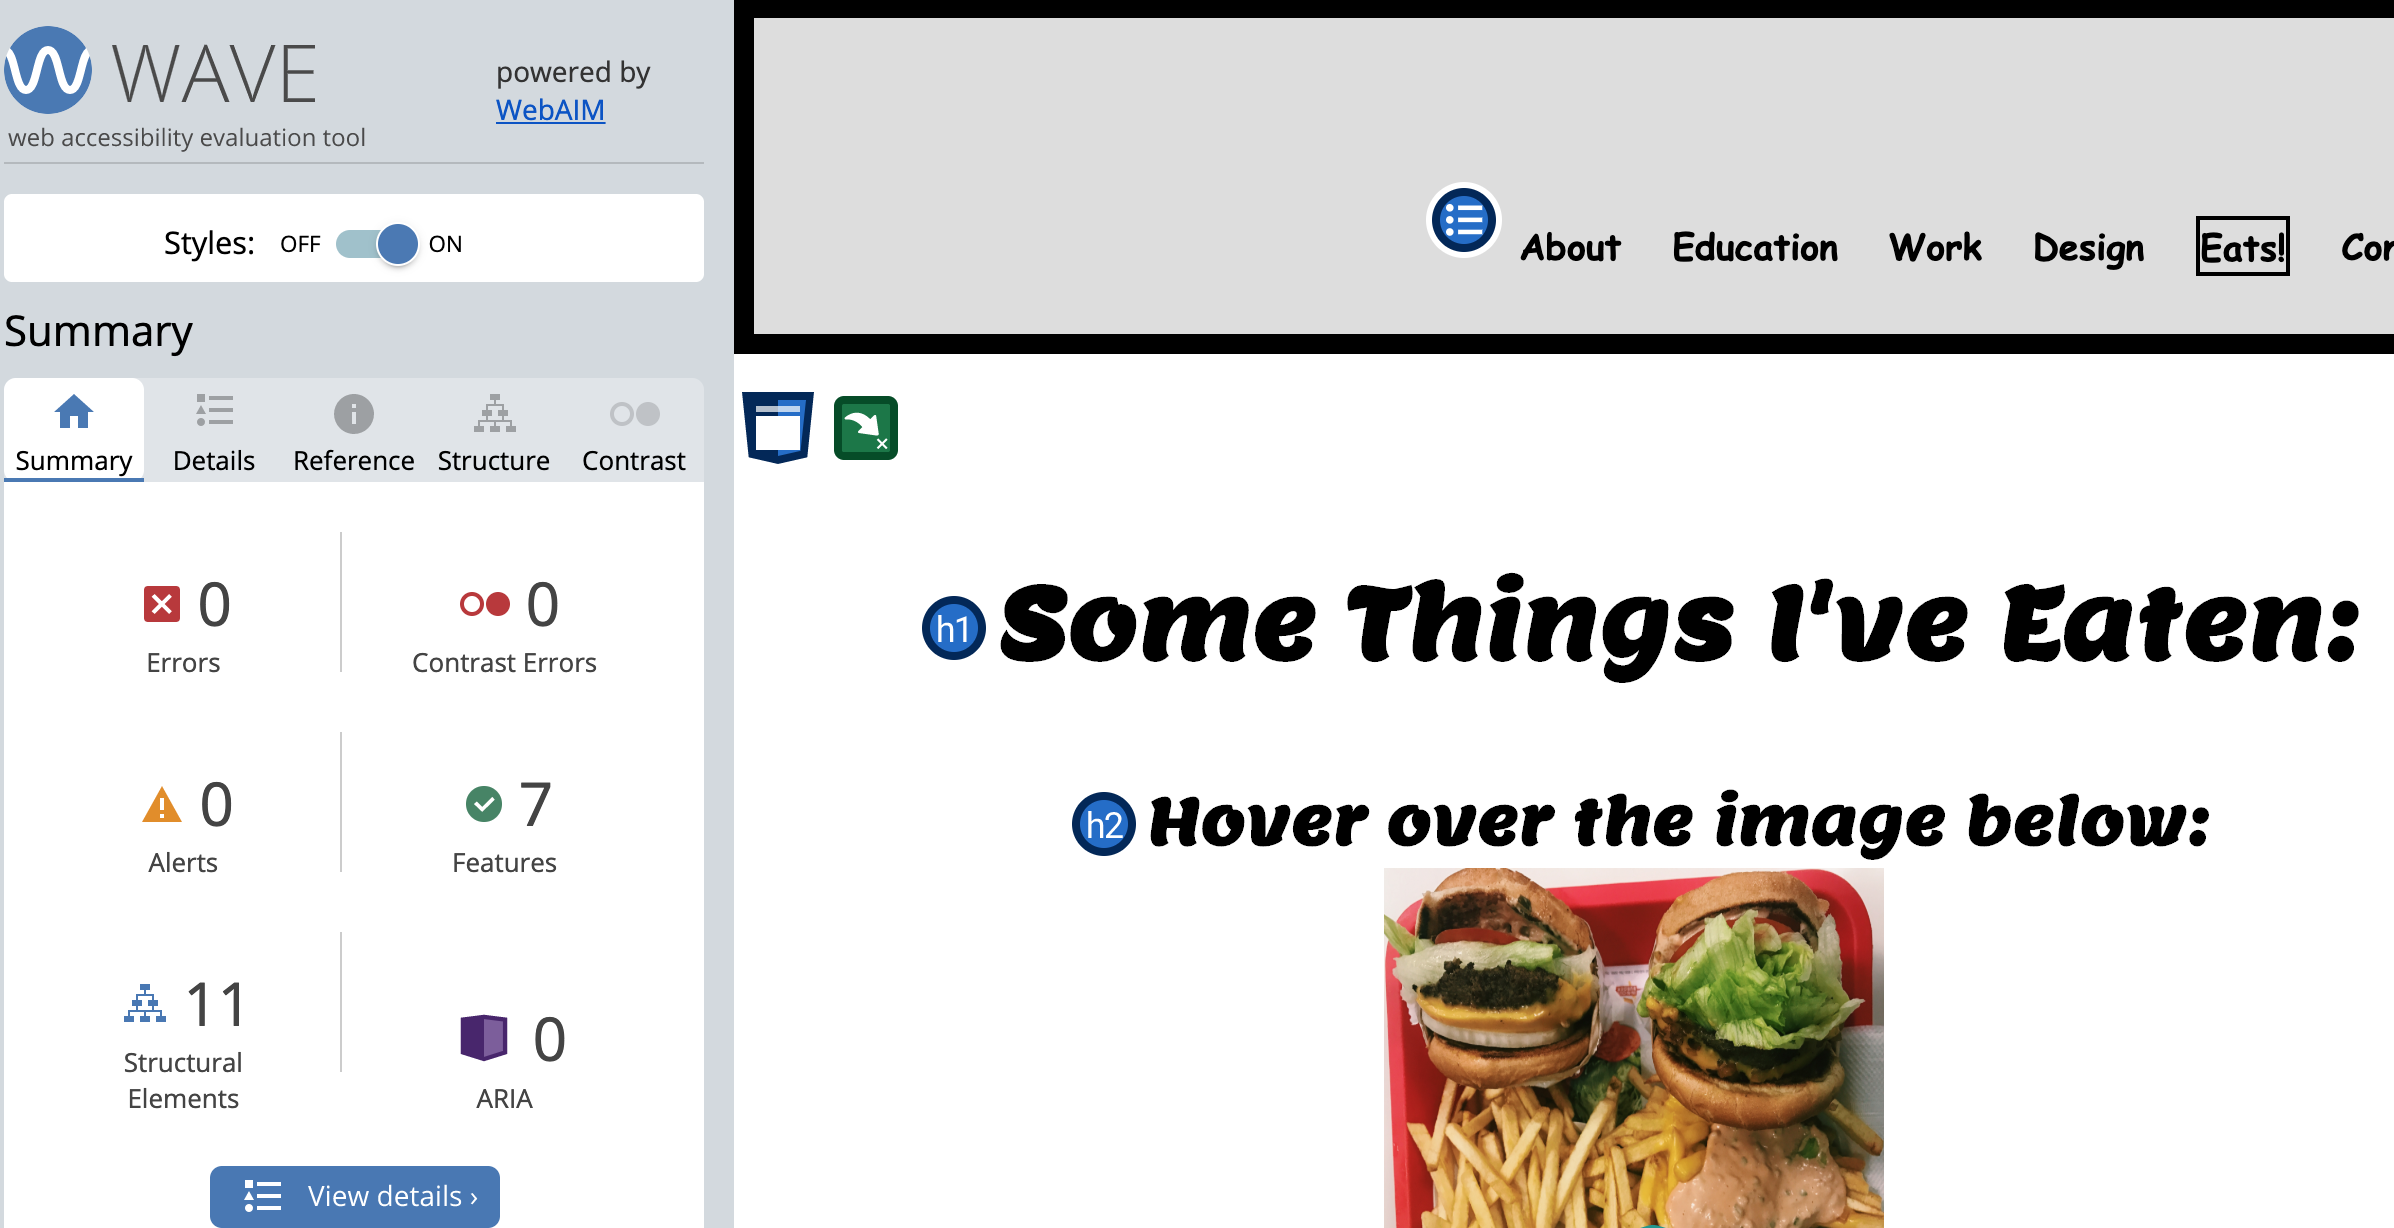 WAVE
powered by
WebAIM
web accessibility evaluation tool
Styles: OFF ON
Summary
Summary Details Reference Structure Contrast
0 0
Errors Contrast Errors
0 7
Alerts Features
11 0
Structural
Elements
ARIA
View details ›
About Education Work Design Eats! Con
h1 Some Things I've Eaten:
h2 Hover over the image below: